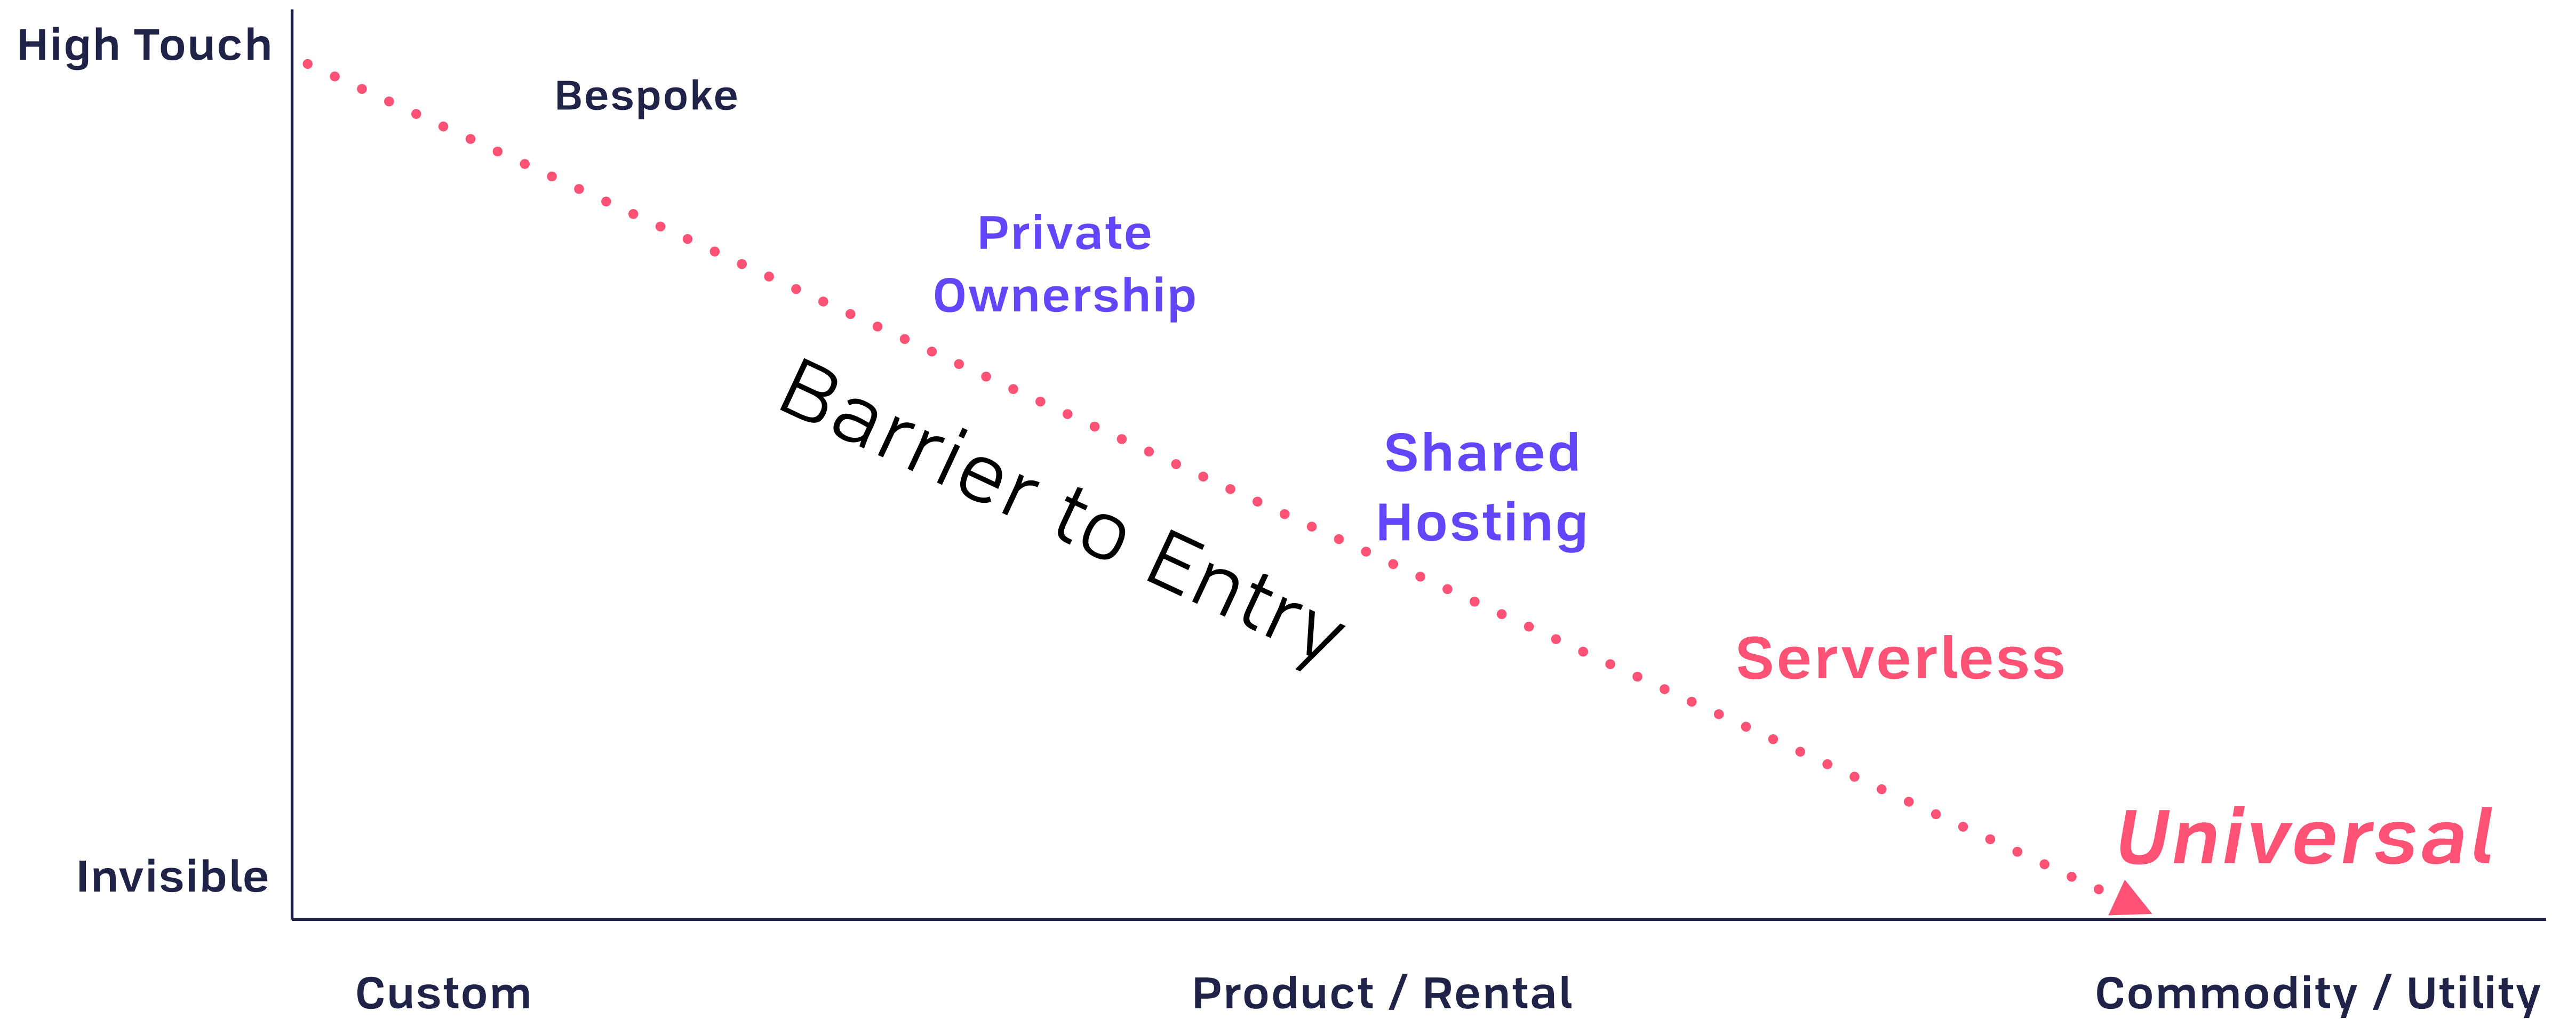 High Touch
Bespoke
Private
Ownership
Barrier to Entry
Shared
Hosting
Serverless
Universal
Invisible
Custom
Product / Rental
Commodity / Utility